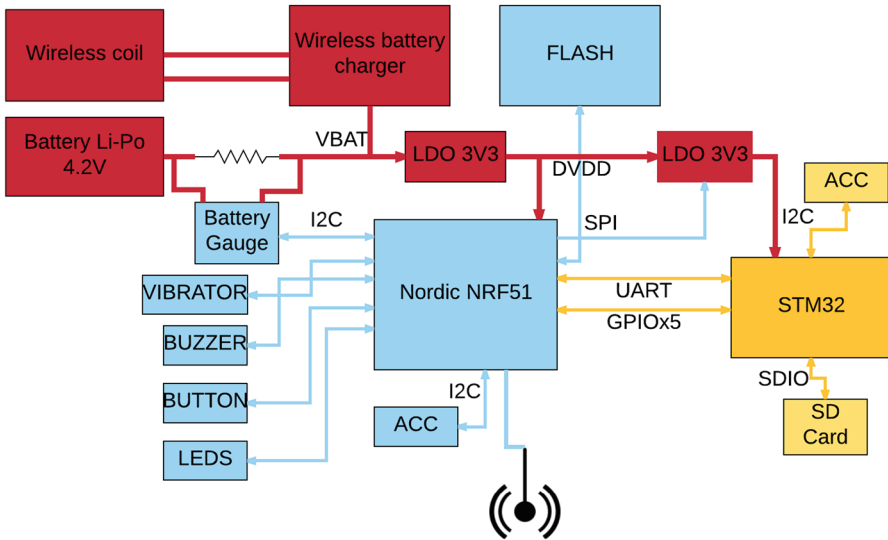 Wireless coil
Wireless battery
charger
FLASH
Battery Li-Po
4.2V
VBAT
LDO 3V3
DVDD
LDO 3V3
ACC
Battery
Gauge
I2C
SPI
I2C
VIBRATOR
Nordic NRF51
UART
STM32
GPIOx5
BUZZER
BUTTON
I2C
SDIO
ACC
SD
Card
LEDS